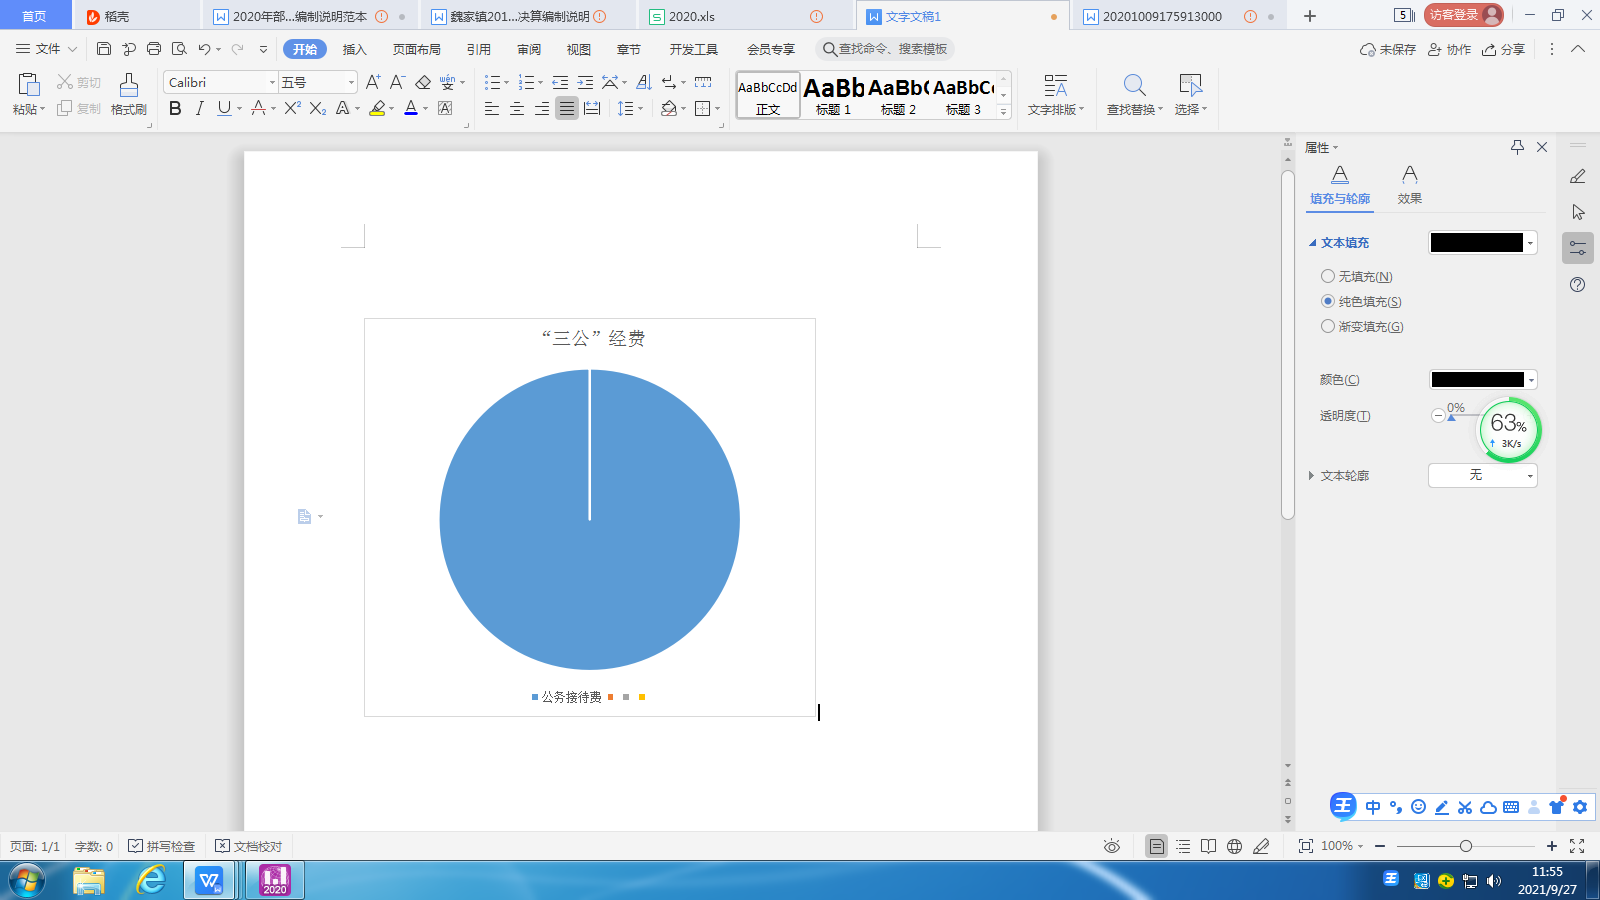 首页
稻壳
2020年部...编制说明范本
魏家镇201...决算编制说明
2020.xls
文字文稿1
20201009175913000
5
访客登录
文件
开始
插入
页面布局
引用
审阅
视图
章节
开发工具
会员专享
查找命令、搜索模板
未保存
协作
分享
粘贴
剪切
复制
格式刷
Calibri
五号
AaBbCcDd
正文
AaBb
标题 1
AaBb(
标题 2
AaBbC
标题 3
文字排版
查找替换
选择
属性
填充与轮廓
效果
文本填充
无填充(N)
纯色填充(S)
渐变填充(G)
颜色(C)
透明度(T)
0%
63%
3K/s
文本轮廓
无
“三公”经费
公务接待费
中
页面: 1/1
字数: 0
拼写检查
文档校对
100%
2020
11:55
2021/9/27